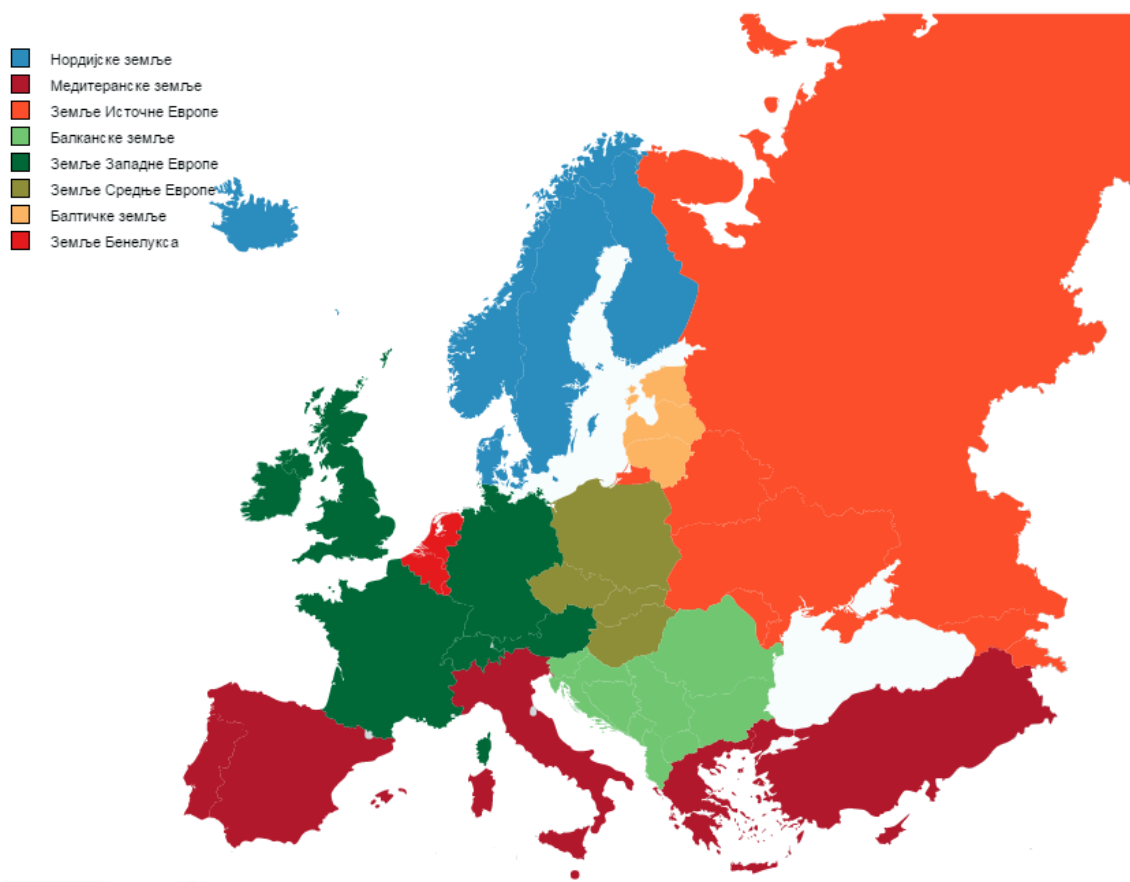 Нордијске земље
Медитеранске земље
Земље Источне Европе
Балканске земље
Земље Западне Европе
Земље Средње Европе
Балтичке земље
Земље Бенелукса